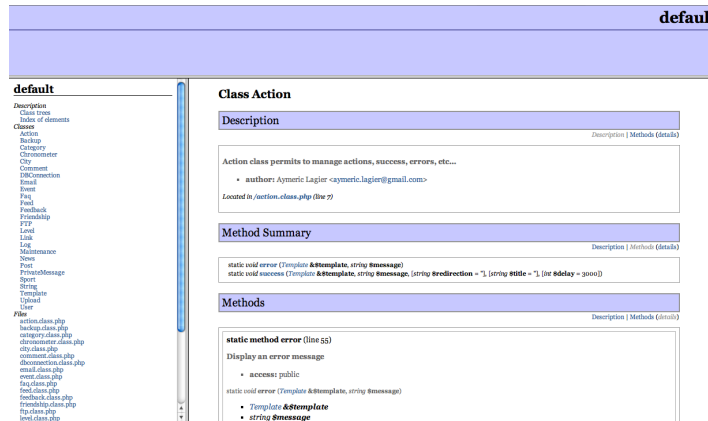 defaul
default
Description
Class trees
Index of elements
Classes
Action
Backup
Category
Chronometer
City
Comment
DBConnection
Email
Event
Faq
Feed
Feedback
Friendship
FTP
Level
Link
Log
Maintenance
News
Post
PrivateMessage
Sport
String
Template
Upload
User
Files
action.class.php
backup.class.php
category.class.php
chronometer.class.php
city.class.php
comment.class.php
dbconnection.class.php
email.class.php
event.class.php
faq.class.php
feed.class.php
feedback.class.php
friendship.class.php
ftp.class.php
level.class.php
Class Action
Description
Description | Methods (details)
Action class permits to manage actions, success, errors, etc...
• author: Aymeric Lagier <aymeric.lagier@gmail.com>
Located in /action.class.php (line 7)
Method Summary
Description | Methods (details)
static void error (Template &$template, string $message)
static void success (Template &$template, string $message, [string $redirection = ''], [string $title = ''], [int $delay = 3000])
Methods
Description | Methods (details)
static method error (line 55)
Display an error message
• access: public
static void error (Template &$template, string $message)
• Template &$template
• string $message